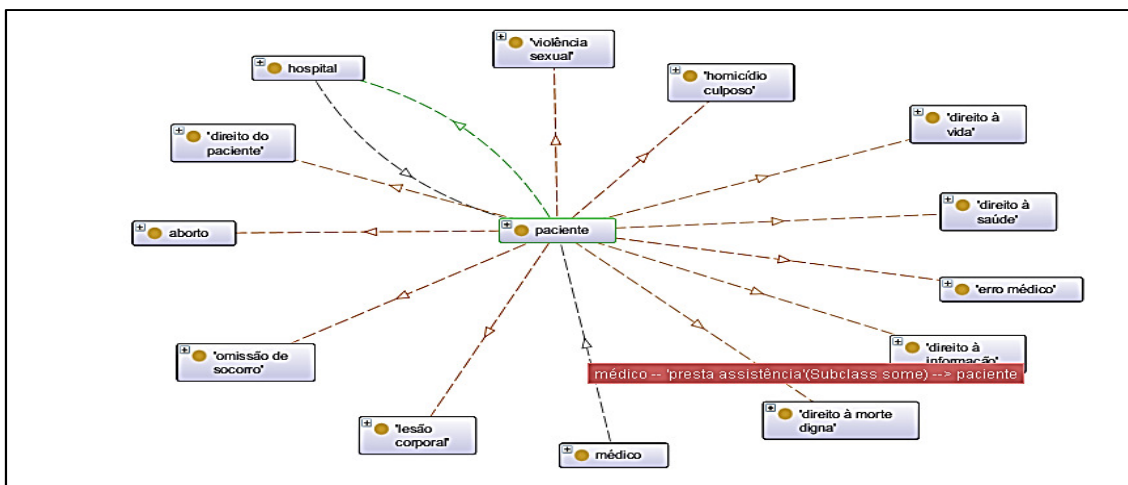 'violência
sexual'
hospital
'homicídio
culposo'
'direito à
vida'
'direito do
paciente'
'direito à
saúde'
aborto
paciente
'erro médico'
'omissão de
socorro'
'direito à
informação'
médico -- 'presta assistência'(Subclass some) --> paciente
'direito à morte
digna'
'lesão
corporal'
médico